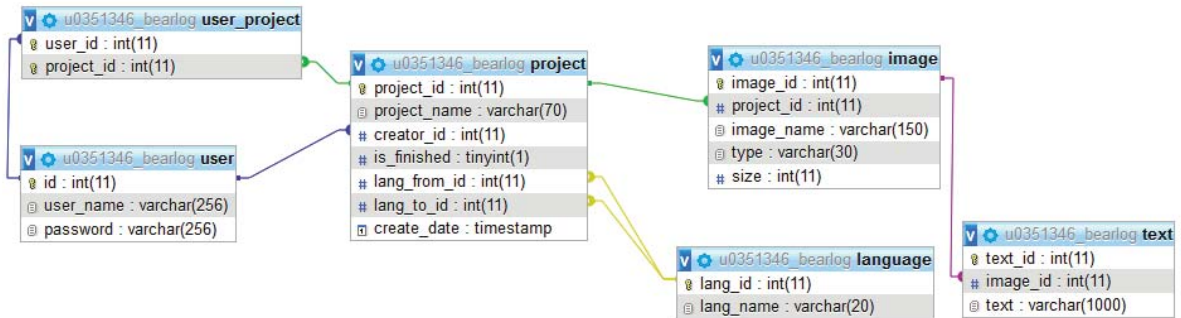 u0351346_bearlog user_project
user_id : int(11)
project_id : int(11)
u0351346_bearlog user
id : int(11)
user_name : varchar(256)
password : varchar(256)
u0351346_bearlog project
project_id : int(11)
project_name : varchar(70)
# creator_id : int(11)
# is_finished : tinyint(1)
# lang_from_id : int(11)
# lang_to_id : int(11)
create_date : timestamp
u0351346_bearlog image
image_id : int(11)
# project_id : int(11)
image_name : varchar(150)
type : varchar(30)
# size : int(11)
u0351346_bearlog language
lang_id : int(11)
lang_name : varchar(20)
u0351346_bearlog text
text_id : int(11)
# image_id : int(11)
text : varchar(1000)